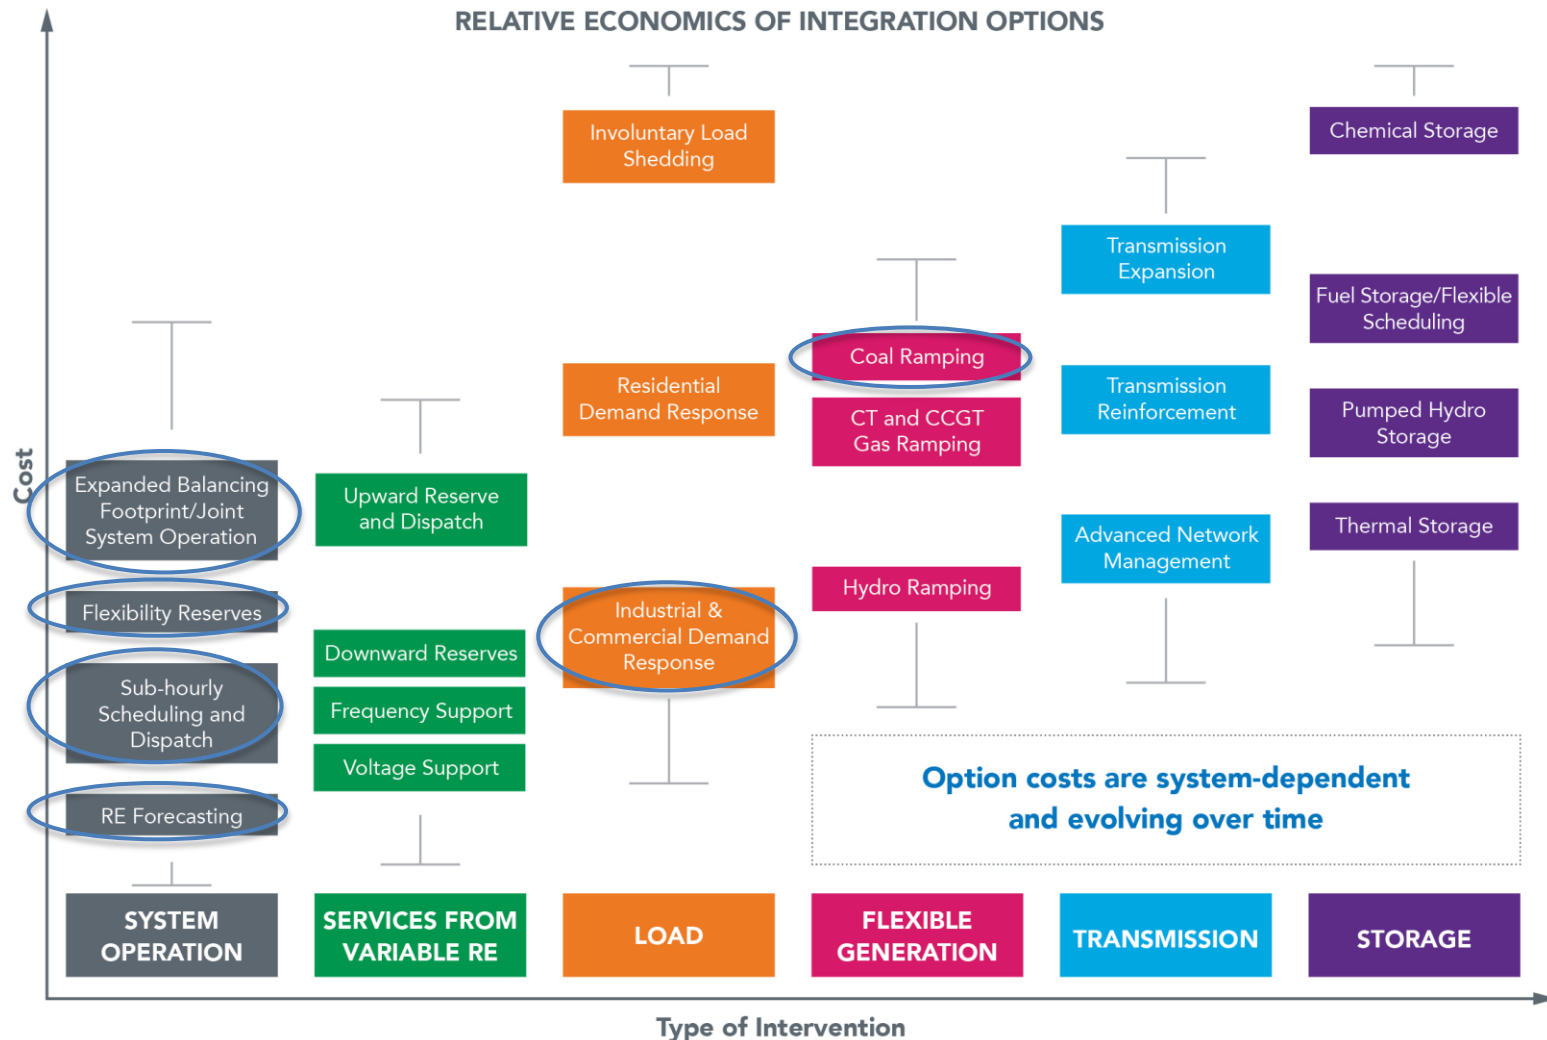 RELATIVE ECONOMICS OF INTEGRATION OPTIONS
Cost
Expanded Balancing
Footprint/Joint
System Operation
Flexibility Reserves
Sub-hourly
Scheduling and
Dispatch
RE Forecasting
SYSTEM
OPERATION
Upward Reserve
and Dispatch
Downward Reserves
Frequency Support
Voltage Support
SERVICES FROM
VARIABLE RE
Involuntary Load
Shedding
Residential
Demand Response
Industrial &
Commercial Demand
Response
LOAD
Coal Ramping
CT and CCGT
Gas Ramping
Hydro Ramping
FLEXIBLE
GENERATION
Transmission
Expansion
Transmission
Reinforcement
Advanced Network
Management
TRANSMISSION
Chemical Storage
Fuel Storage/Flexible
Scheduling
Pumped Hydro
Storage
Thermal Storage
STORAGE
Option costs are system-dependent
and evolving over time
Type of Intervention